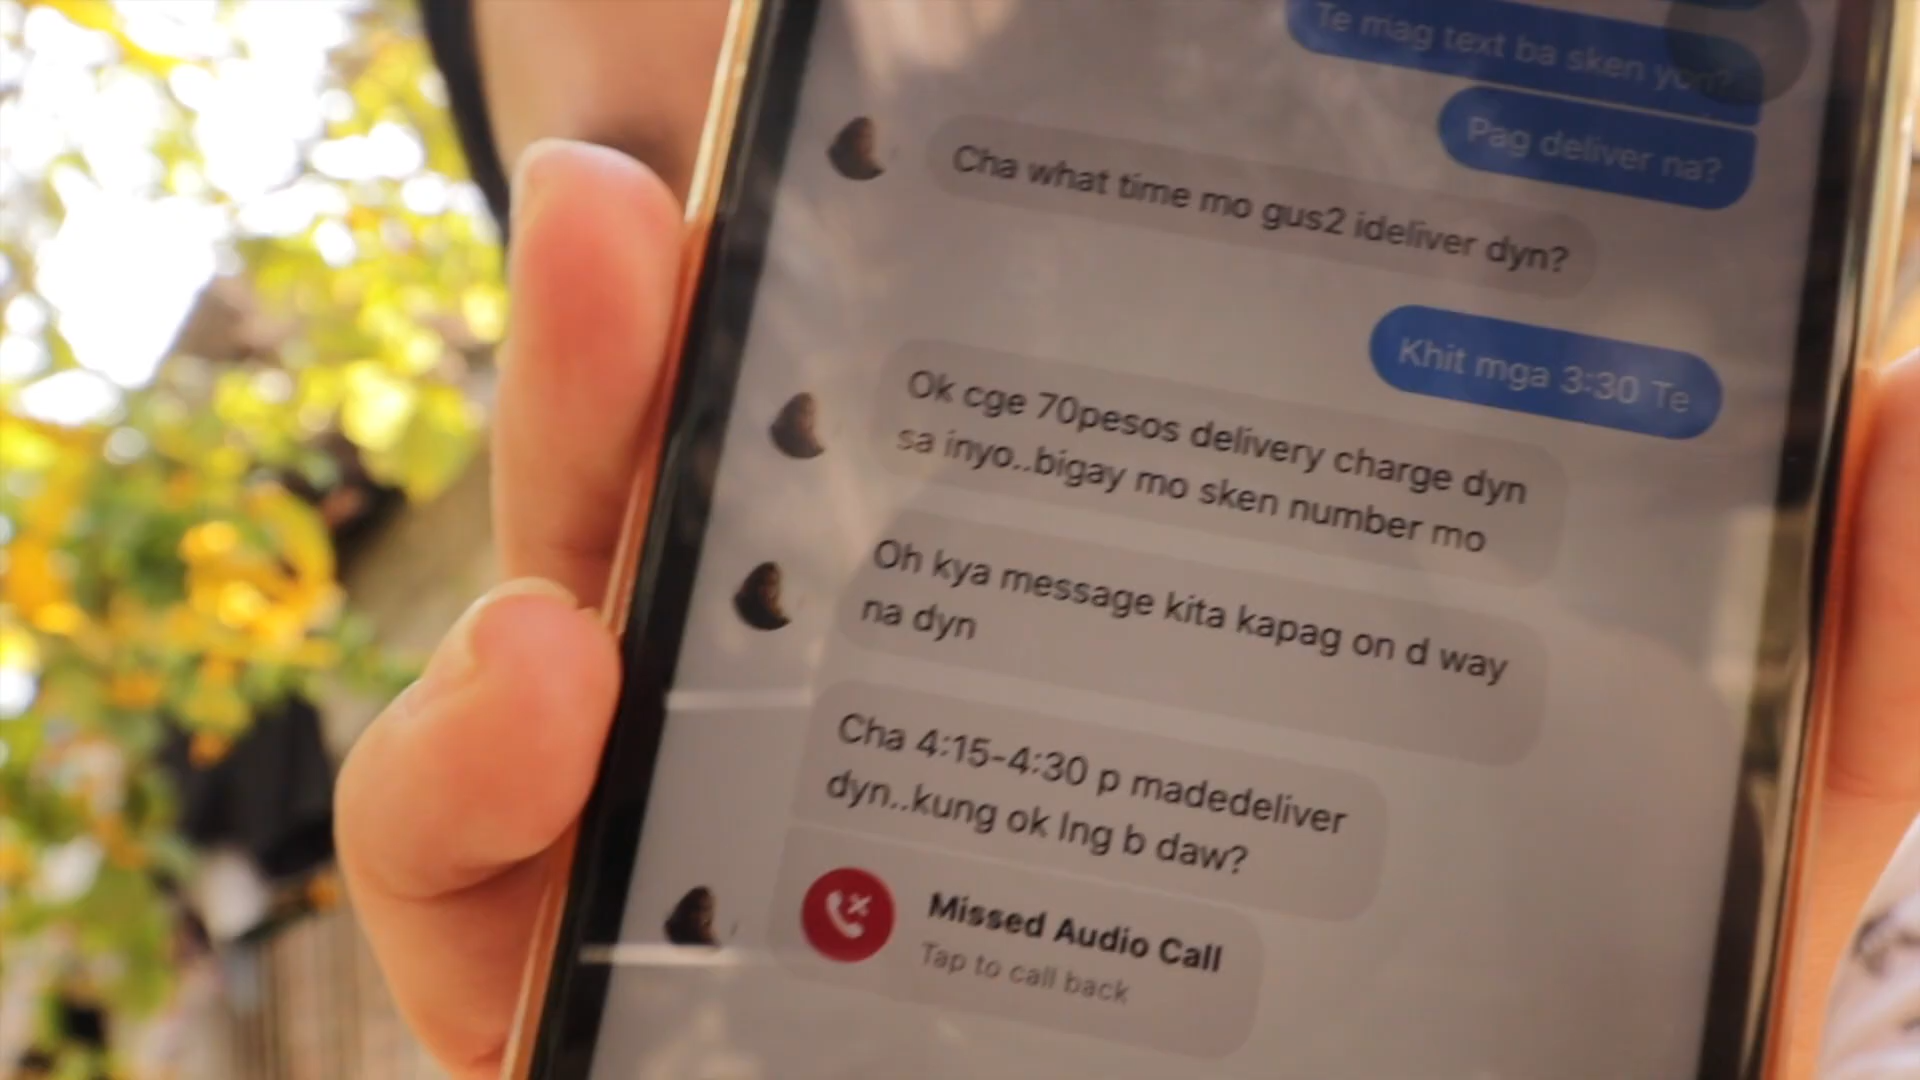 Te mag text ba sken yon?
Pag deliver na?
Cha what time mo gus2 ideliver dyn?
Khit mga 3:30 Te
Ok cge 70pesos delivery charge dyn
sa inyo..bigay mo sken number mo
Oh kya message kita kapag on d way
na dyn
Cha 4:15-4:30 p madedeliver
dyn..kung ok lng b daw?
Missed Audio Call
Tap to call back